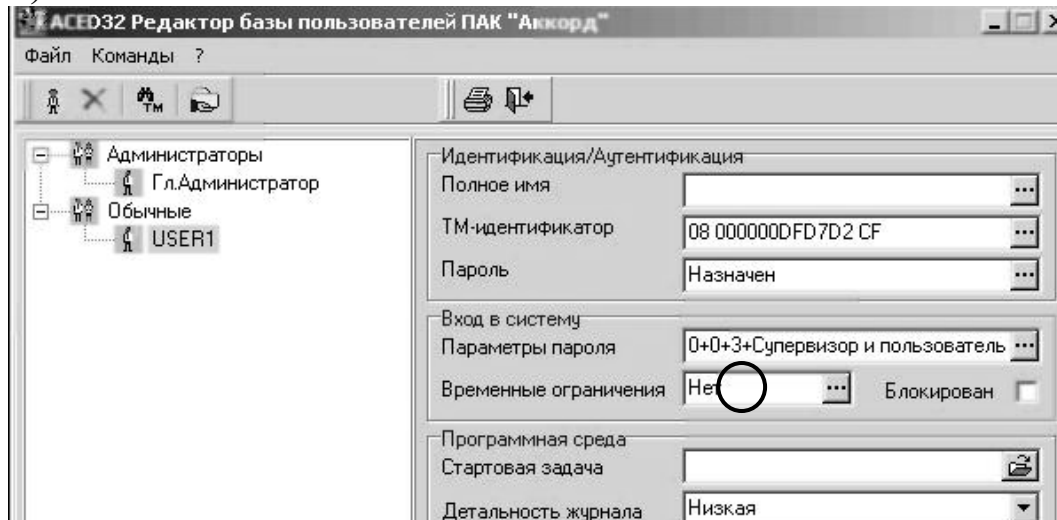 ACED32 Редактор базы пользователей ПАК "Аккорд"
Файл Команды ?
ТМ
Администраторы
Гл.Администратор
Обычные
USER1
Идентификация/Аутентификация
Полное имя ...
ТМ-идентификатор 08 000000DFD7D2 CF ...
Пароль Назначен ...
Вход в систему
Параметры пароля 0+0+3+Супервизор и пользователь ...
Временные ограничения Нет ... Блокирован
Программная среда
Стартовая задача
Детальность журнала Низкая